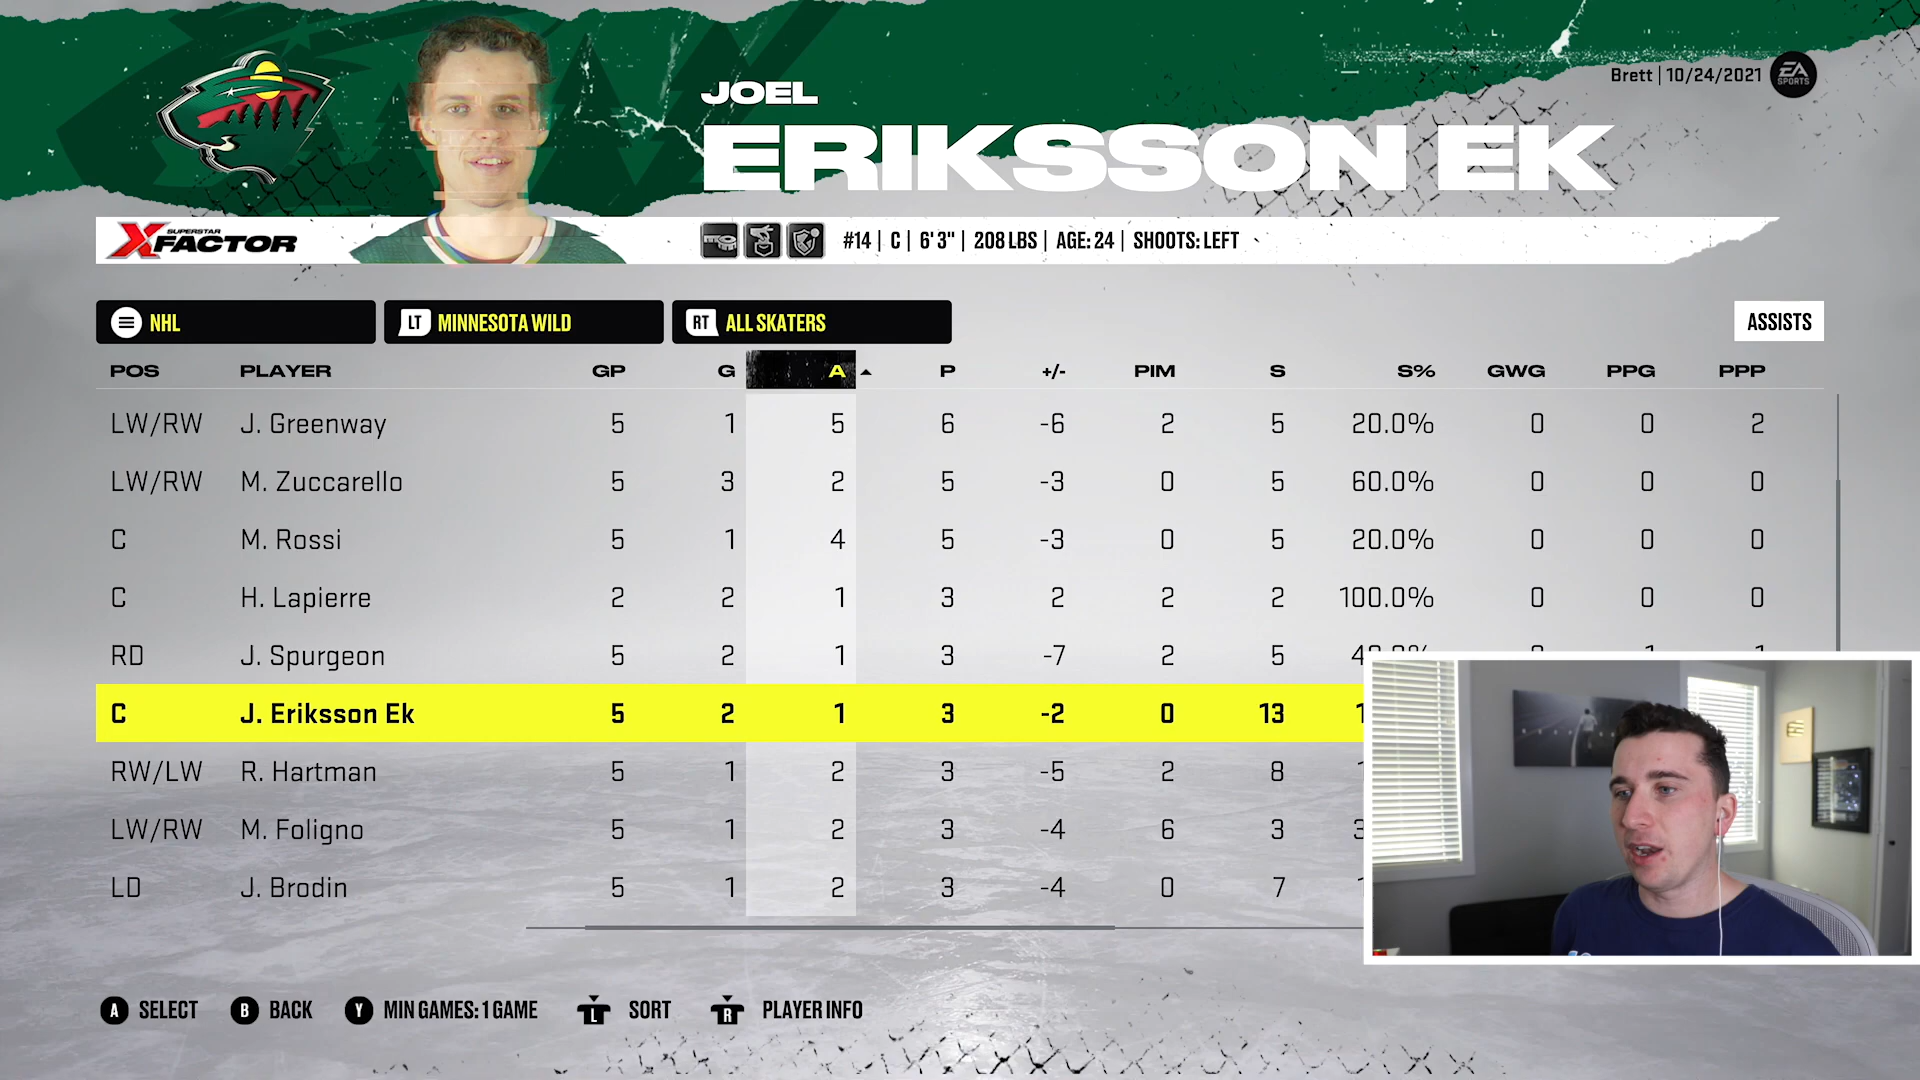 JOEL
ERIKSSON EK
Brett | 10/24/2021
EA SPORTS
SUPERSTAR
X FACTOR
#14 | C | 6' 3" | 208 LBS | AGE: 24 | SHOOTS: LEFT
NHL
LT MINNESOTA WILD
RT ALL SKATERS
ASSISTS
POS PLAYER GP G A P +/- PIM S S% GWG PPG PPP
LW/RW J. Greenway 5 1 5 6 -6 2 5 20.0% 0 0 2
LW/RW M. Zuccarello 5 3 2 5 -3 0 5 60.0% 0 0 0
C M. Rossi 5 1 4 5 -3 0 5 20.0% 0 0 0
C H. Lapierre 2 2 1 3 2 2 2 100.0% 0 0 0
RD J. Spurgeon 5 2 1 3 -7 2 5
C J. Eriksson Ek 5 2 1 3 -2 0 13
RW/LW R. Hartman 5 1 2 3 -5 2 8
LW/RW M. Foligno 5 1 2 3 -4 6 3
LD J. Brodin 5 1 2 3 -4 0 7
A SELECT B BACK Y MIN GAMES: 1 GAME L SORT R PLAYER INFO